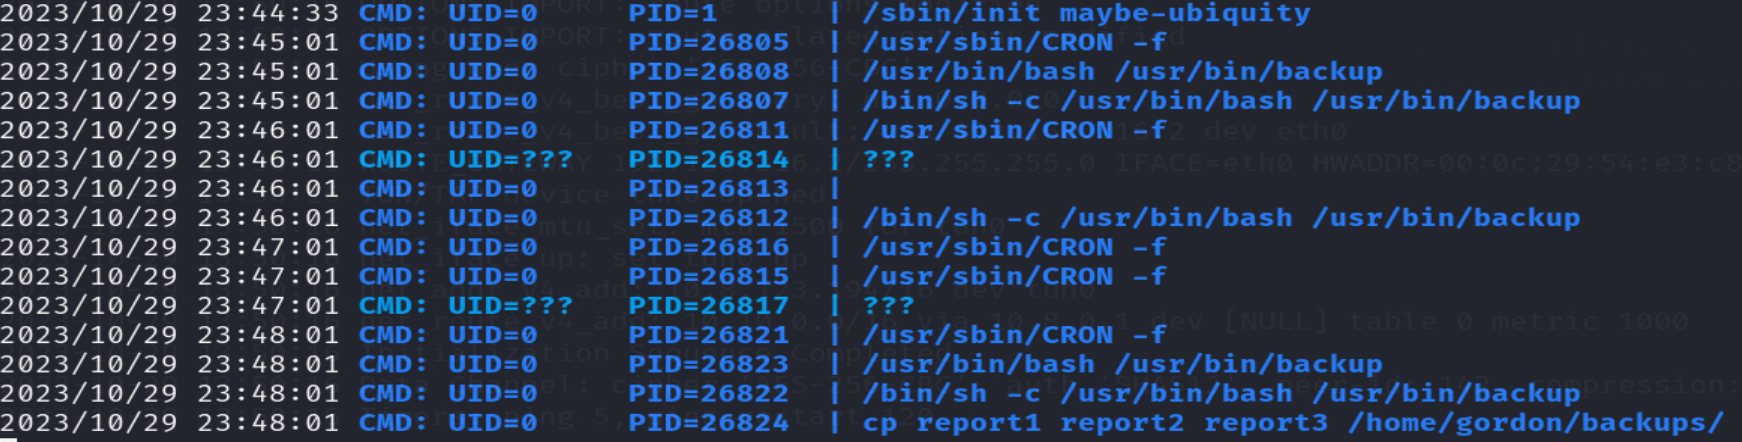 2023/10/29 23:44:33 CMD: UID=0 PID=1 | /sbin/init maybe-ubiquity
2023/10/29 23:45:01 CMD: UID=0 PID=26805 | /usr/sbin/CRON -f
2023/10/29 23:45:01 CMD: UID=0 PID=26808 | /usr/bin/bash /usr/bin/backup
2023/10/29 23:45:01 CMD: UID=0 PID=26807 | /bin/sh -c /usr/bin/bash /usr/bin/backup
2023/10/29 23:46:01 CMD: UID=0 PID=26811 | /usr/sbin/CRON -f
2023/10/29 23:46:01 CMD: UID=??? PID=26814 | ???
2023/10/29 23:46:01 CMD: UID=0 PID=26813 |
2023/10/29 23:46:01 CMD: UID=0 PID=26812 | /bin/sh -c /usr/bin/bash /usr/bin/backup
2023/10/29 23:47:01 CMD: UID=0 PID=26816 | /usr/sbin/CRON -f
2023/10/29 23:47:01 CMD: UID=0 PID=26815 | /usr/sbin/CRON -f
2023/10/29 23:47:01 CMD: UID=??? PID=26817 | ???
2023/10/29 23:48:01 CMD: UID=0 PID=26821 | /usr/sbin/CRON -f
2023/10/29 23:48:01 CMD: UID=0 PID=26823 | /usr/bin/bash /usr/bin/backup
2023/10/29 23:48:01 CMD: UID=0 PID=26822 | /bin/sh -c /usr/bin/bash /usr/bin/backup
2023/10/29 23:48:01 CMD: UID=0 PID=26824 | cp report1 report2 report3 /home/gordon/backups/